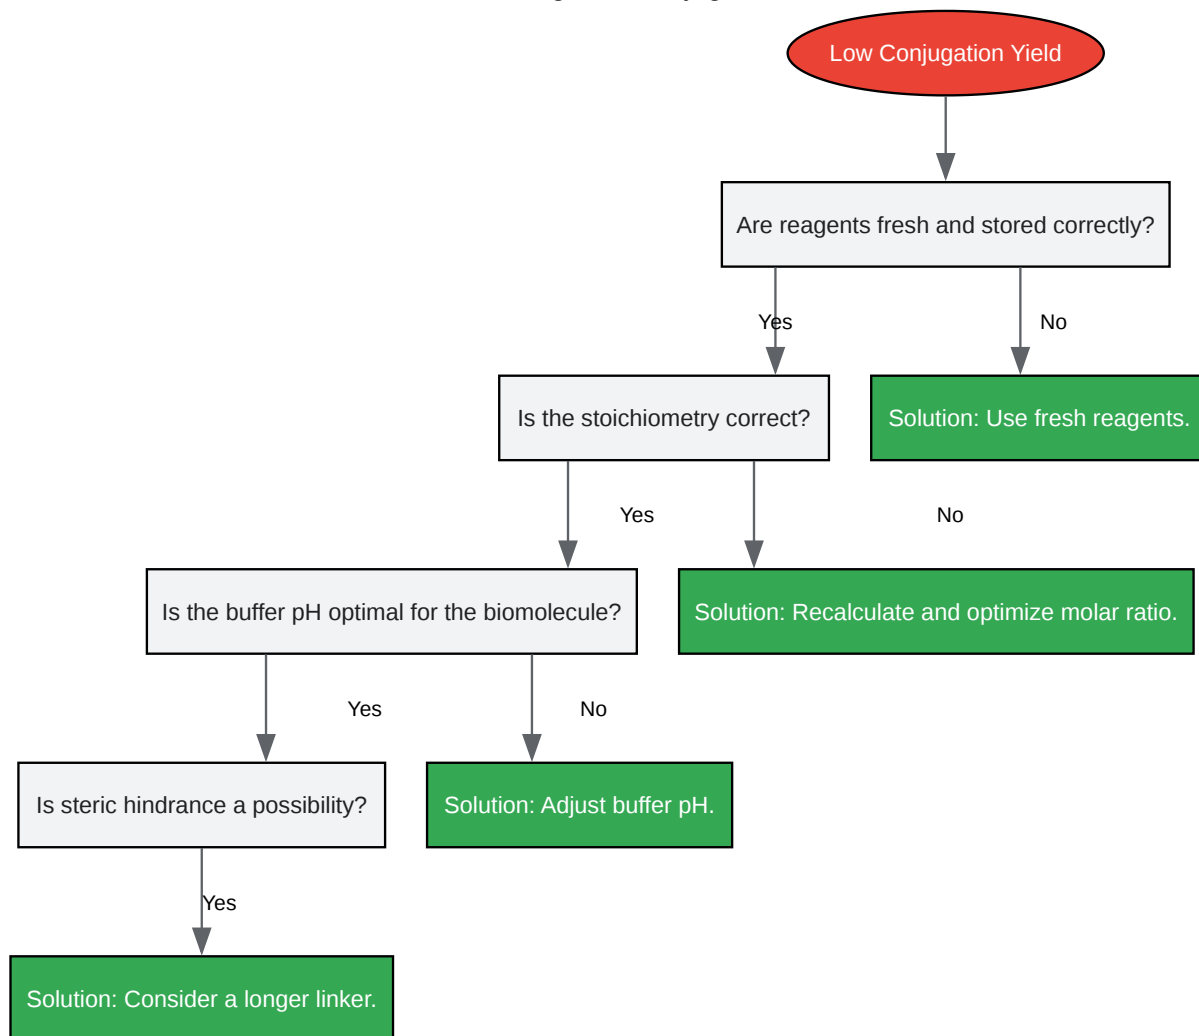 Low Conjugation Yield
Are reagents fresh and stored correctly?
Yes
No
Is the stoichiometry correct?
Solution: Use fresh reagents.
Yes
No
Is the buffer pH optimal for the biomolecule?
Solution: Recalculate and optimize molar ratio.
Yes
No
Is steric hindrance a possibility?
Solution: Adjust buffer pH.
Yes
Solution: Consider a longer linker.